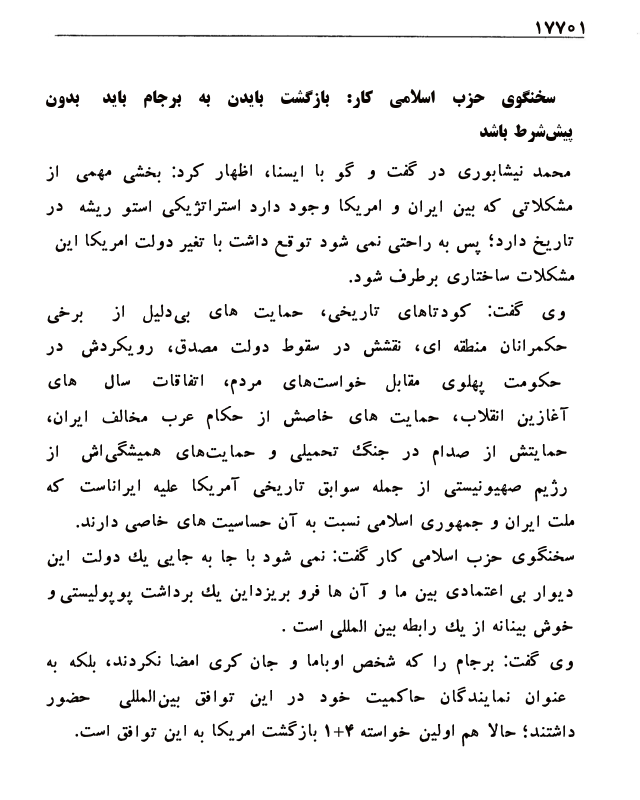 ۱۷۷۰۱
سخنگوی حزب اسلامی کار: بازگشت بایدن به برجام باید بدون
پیش‌شرط باشد
محمد نیشابوری در گفت و گو با ایسنا، اظهار کرد: بخشی مهمی از
مشکلاتی که بین ایران و امریکا وجود دارد استراتژیکی استو ریشه در
تاریخ دارد؛ پس به راحتی نمی شود توقع داشت با تغیر دولت امریکا این
مشکلات ساختاری برطرف شود.
وی گفت: کودتاهای تاریخی، حمایت های بی‌دلیل از برخی
حکمرانان منطقه ای، نقشش در سقوط دولت مصدق، رویکردش در
حکومت پهلوی مقابل خواست‌های مردم، اتفاقات سال های
آغازین انقلاب، حمایت های خاصش از حکام عرب مخالف ایران،
حمایتش از صدام در جنگ تحمیلی و حمایت‌های همیشگی‌اش از
رژیم صهیونیستی از جمله سوابق تاریخی آمریکا علیه ایراناست که
ملت ایران و جمهوری اسلامی نسبت به آن حساسیت های خاصی دارند.
سخنگوی حزب اسلامی کار گفت: نمی شود با جا به جایی یك دولت این
دیوار بی اعتمادی بین ما و آن ها فرو بریزداین یك برداشت پوپولیستی و
خوش بینانه از یك رابطه بین المللی است .
وی گفت: برجام را که شخص اوباما و جان کری امضا نکردند، بلکه به
عنوان نمایندگان حاکمیت خود در این توافق بین‌المللی حضور
داشتند؛ حالا هم اولین خواسته ۴+۱ بازگشت امریکا به این توافق است.